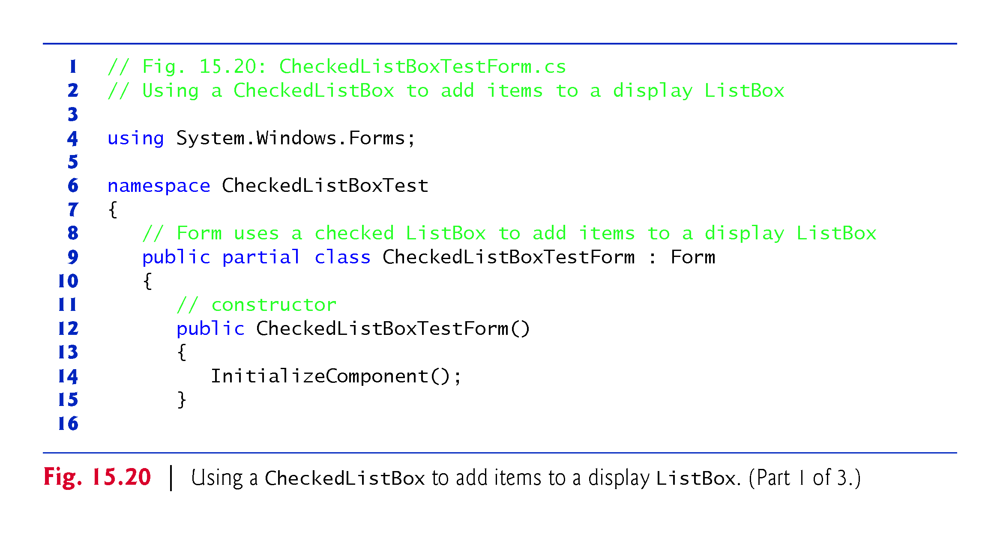 1 // Fig. 15.20: CheckedListBoxTestForm.cs
2 // Using a CheckedListBox to add items to a display ListBox
3
4 using System.Windows.Forms;
5
6 namespace CheckedListBoxTest
7 {
8 // Form uses a checked ListBox to add items to a display ListBox
9 public partial class CheckedListBoxTestForm : Form
10 {
11 // constructor
12 public CheckedListBoxTestForm()
13 {
14 InitializeComponent();
15 }
16
Fig. 15.20 | Using a CheckedListBox to add items to a display ListBox. (Part 1 of 3.)